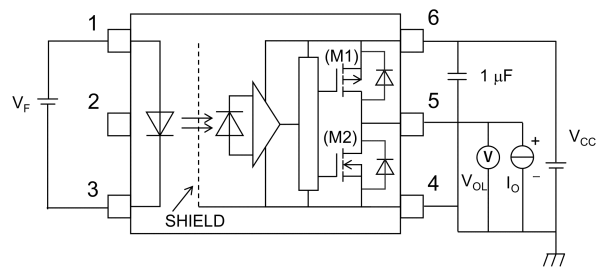 1
6
(M1)
1 μF
V_F
2
5
+
V_CC
(M2)
V
V_OL
I_O
−
3
4
SHIELD